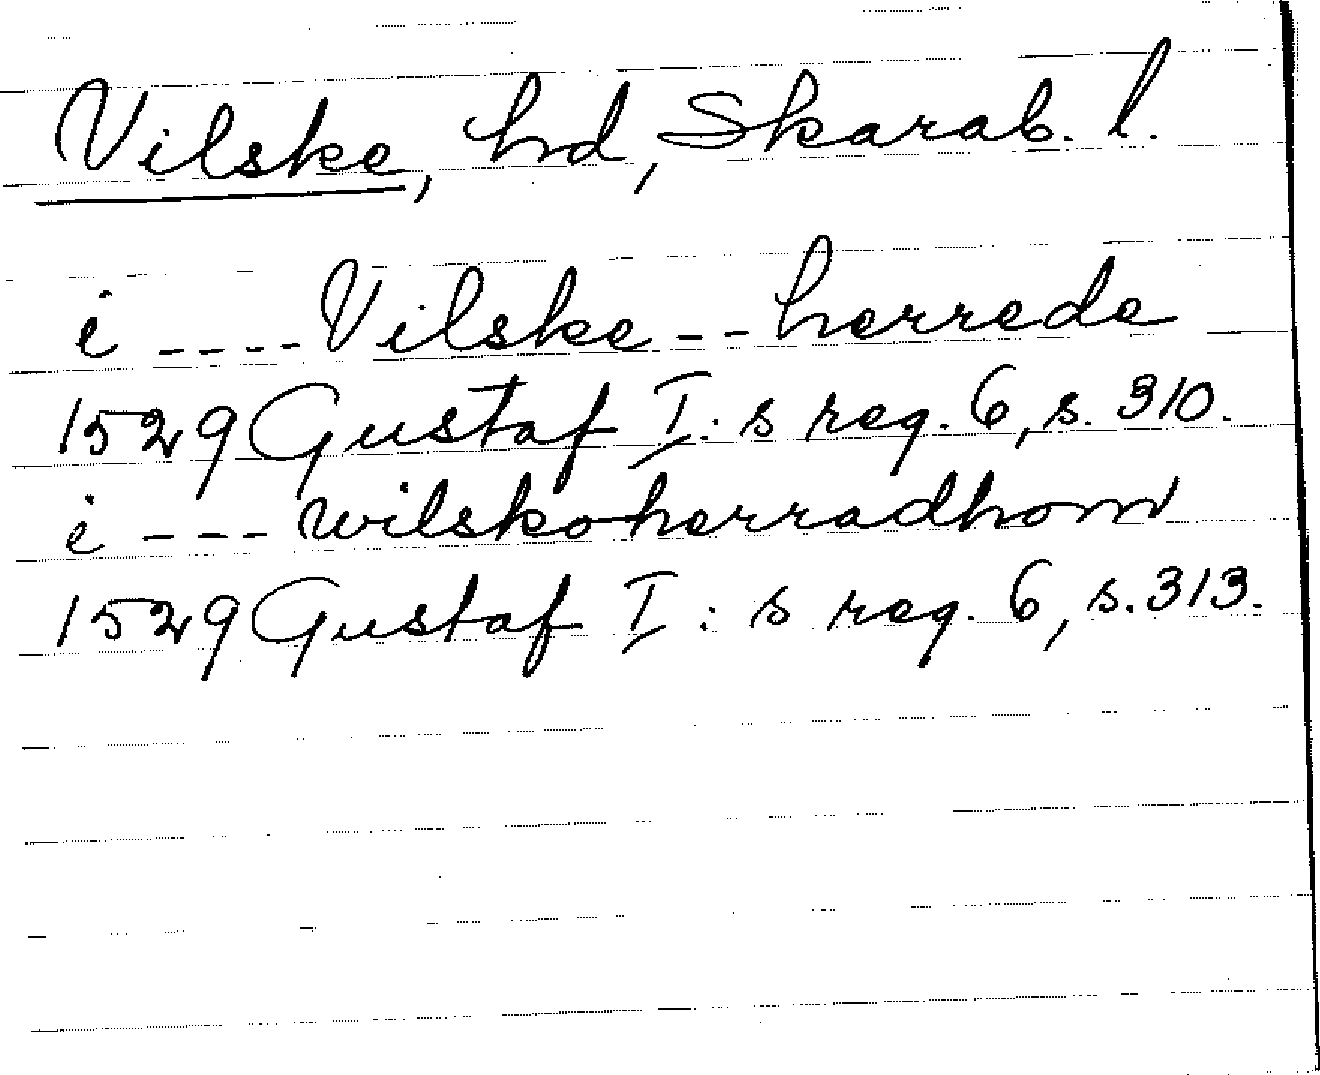 Vilske, hd, Skarab. l.
i ---- Vilske -- herrede
1529 Gustaf I: s reg. 6, s. 310.
i --- wilskoherradhom
1529 Gustaf I: s reg. 6, s. 313.